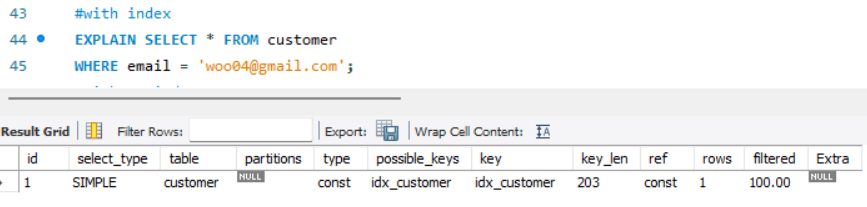 43 #with index
44 EXPLAIN SELECT * FROM customer
45 WHERE email = 'woo04@gmail.com';
Result Grid Filter Rows: Export: Wrap Cell Content: IA
id select_type table partitions type possible_keys key key_len ref rows filtered Extra
1 SIMPLE customer NULL const idx_customer idx_customer 203 const 1 100.00 NULL